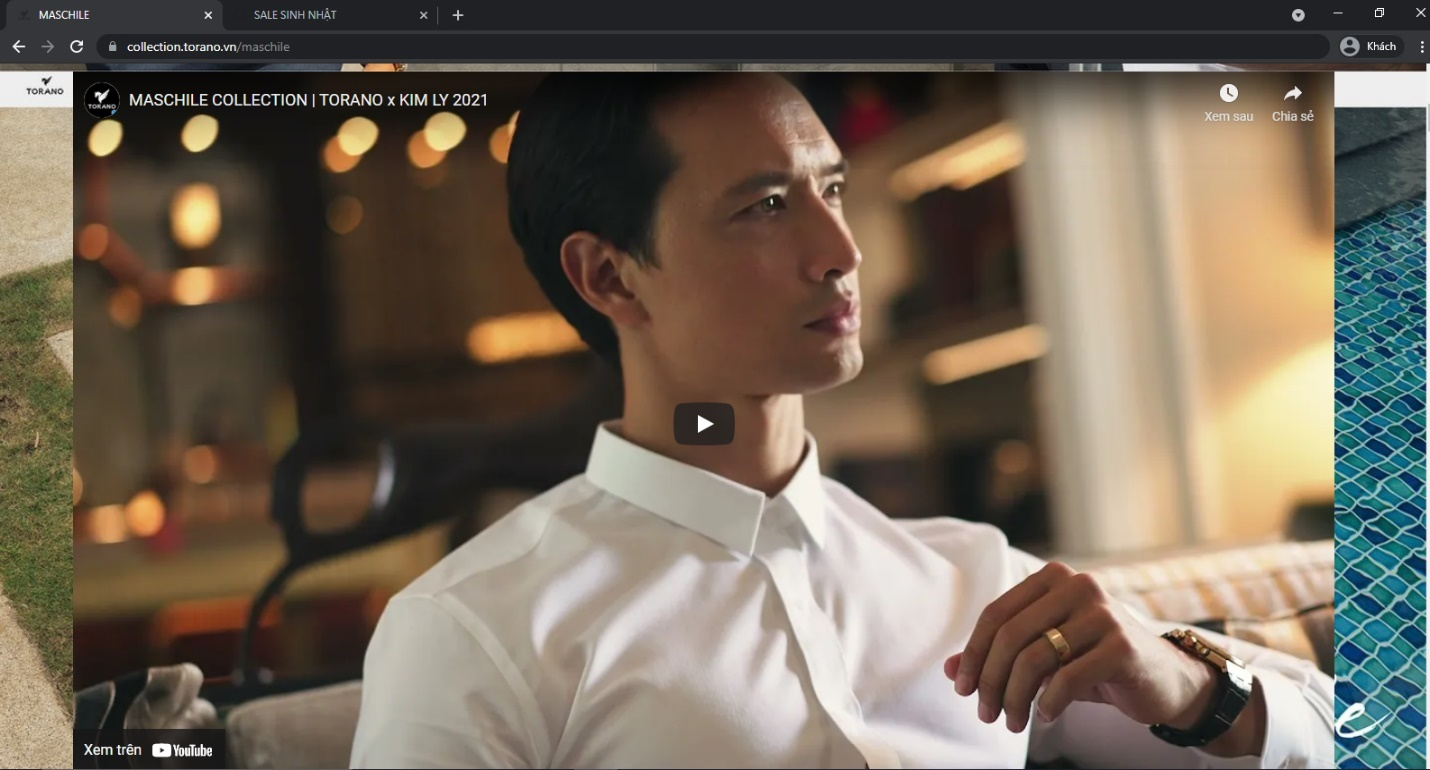 MASCHILE
SALE SINH NHẬT
collection.torano.vn/maschile
Khách
TORANO
TORANO
MASCHILE COLLECTION | TORANO x KIM LY 2021
Xem sau
Chia sẻ
Xem trên YouTube
e